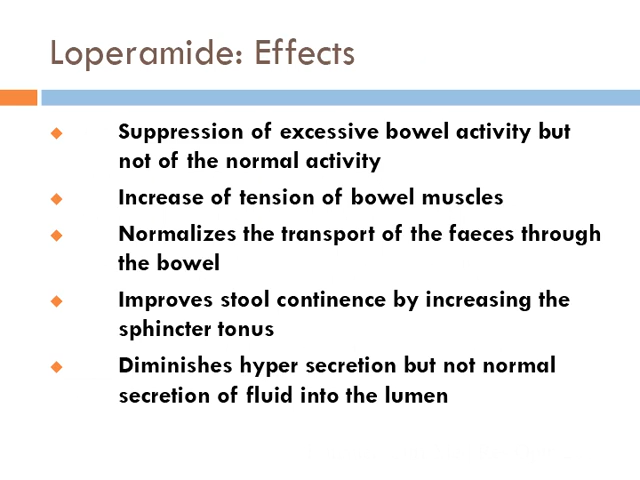 Loperamide: Effects
Suppression of excessive bowel activity but
not of the normal activity
Increase of tension of bowel muscles
Normalizes the transport of the faeces through
the bowel
Improves stool continence by increasing the
sphincter tonus
Diminishes hyper secretion but not normal
secretion of fluid into the lumen